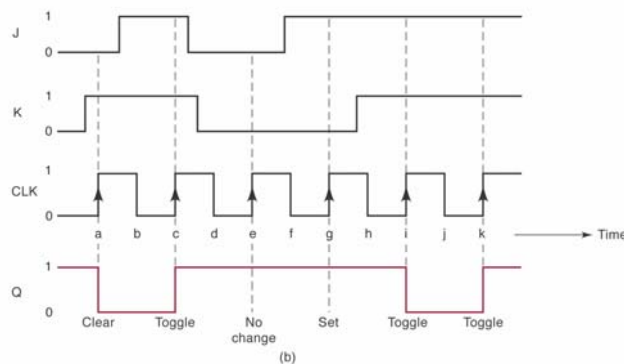 1
J
0
1
K
0
1
CLK
0
a b c d e f g h i j k Time
1
Q
0
Clear Toggle No change Set Toggle Toggle
(b)